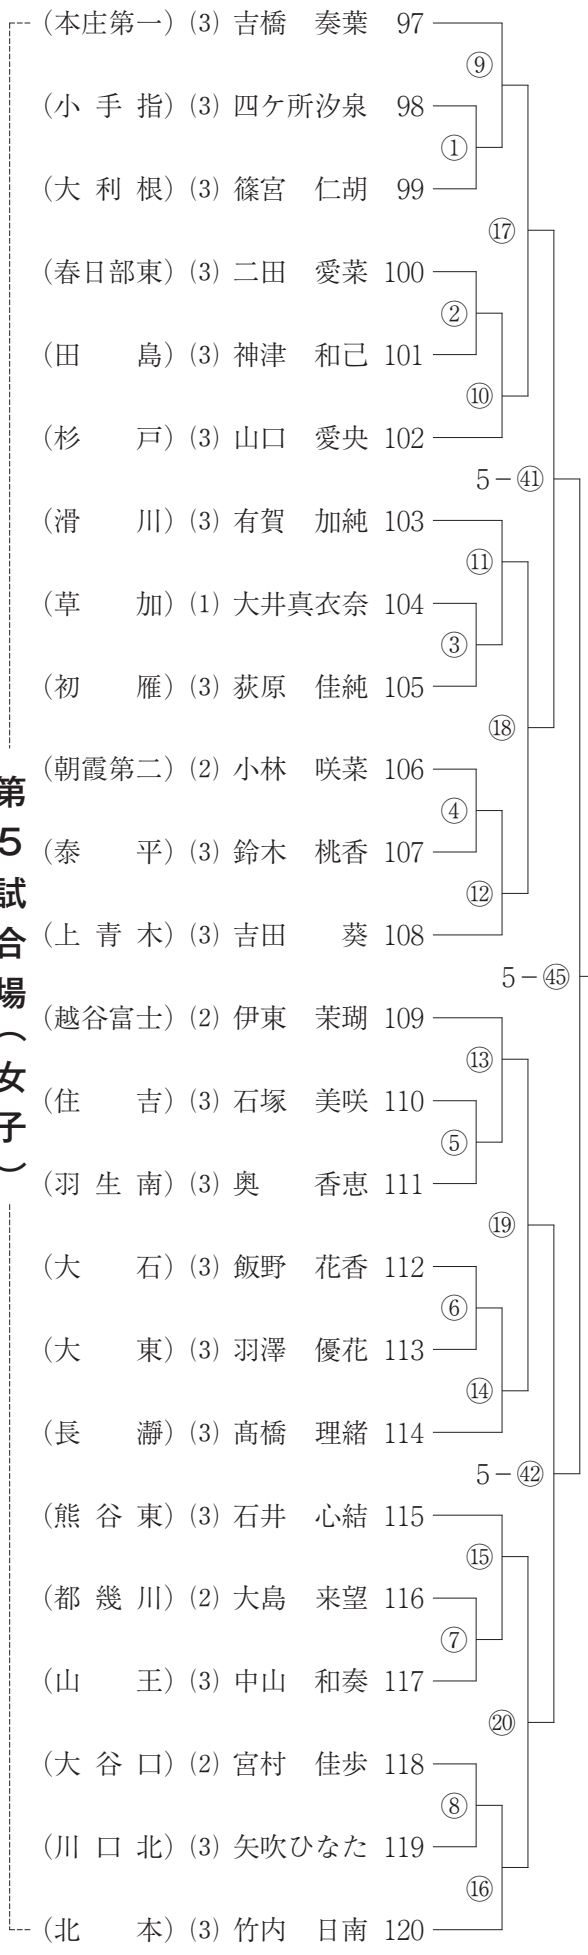 第5試合場(女子)
(本庄第一) (3) 吉橋 奏葉 97
⑨
(小手指) (3) 四ケ所汐泉 98
①
(大利根) (3) 篠宮 仁胡 99
⑰
(春日部東) (3) 二田 愛菜 100
②
(田島) (3) 神津 和己 101
⑩
(杉戸) (3) 山口 愛央 102
5-㊶
(滑川) (3) 有賀 加純 103
⑪
(草加) (1) 大井真衣奈 104
③
(初雁) (3) 荻原 佳純 105
⑱
(朝霞第二) (2) 小林 咲菜 106
④
(泰平) (3) 鈴木 桃香 107
⑫
(上青木) (3) 吉田 葵 108
5-㊺
(越谷富士) (2) 伊東 茉瑚 109
⑬
(住吉) (3) 石塚 美咲 110
⑤
(羽生南) (3) 奥 香恵 111
⑲
(大石) (3) 飯野 花香 112
⑥
(大東) (3) 羽澤 優花 113
⑭
(長瀞) (3) 髙橋 理緒 114
5-㊷
(熊谷東) (3) 石井 心結 115
⑮
(都幾川) (2) 大島 来望 116
⑦
(山王) (3) 中山 和奏 117
⑳
(大谷口) (2) 宮村 佳歩 118
⑧
(川口北) (3) 矢吹ひなた 119
⑯
(北本) (3) 竹内 日南 120